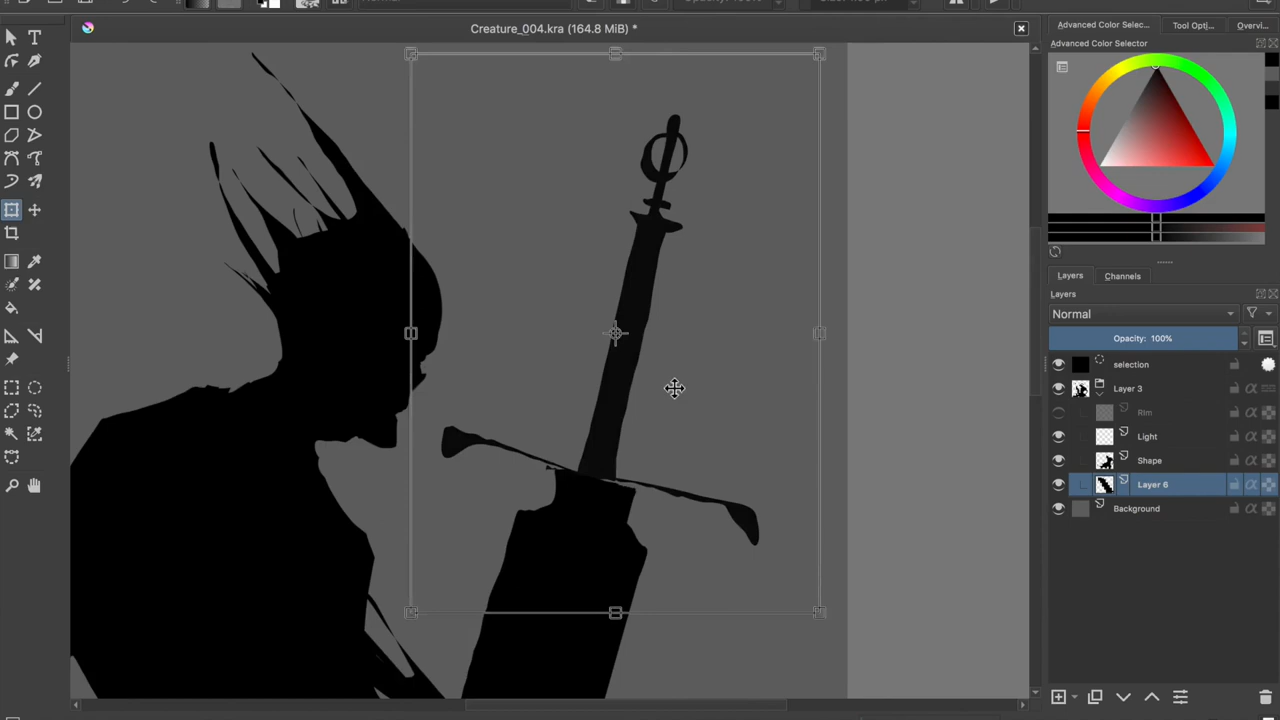 Creature_004.kra (164.8 MiB) *
Advanced Color Selec...
Tool Opti...
Overvi...
Advanced Color Selector
Layers
Channels
Layers
Normal
Opacity: 100%
selection
Layer 3
Rim
Light
Shape
Layer 6
Background